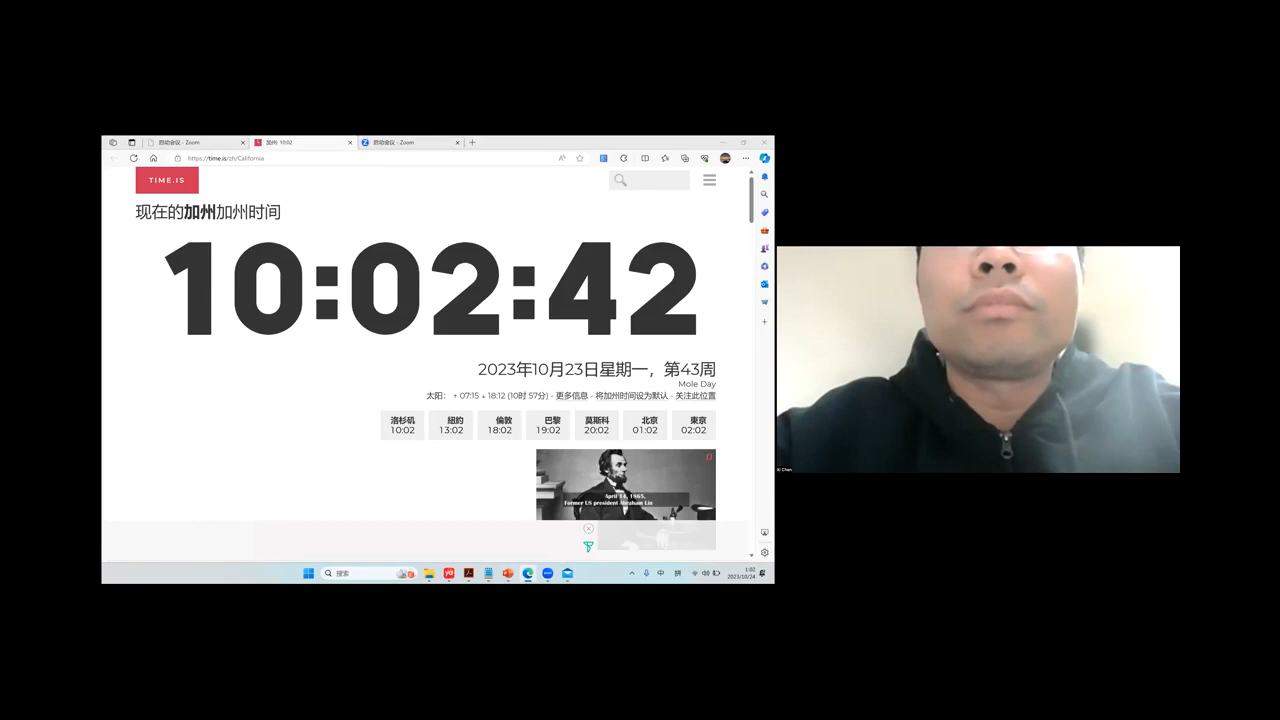 启动会议 - Zoom
加州: 10:02
启动会议 - Zoom
https://time.is/zh/California
TIME.IS
现在的加州加州时间
10:02:42
2023年10月23日星期一，第43周
Mole Day
太阳: ↑ 07:15 ↓ 18:12 (10时 57分) - 更多信息 - 将加州时间设为默认 - 关注此位置
洛杉矶 紐約 倫敦 巴黎 莫斯科 北京 東京
10:02 13:02 18:02 19:02 20:02 01:02 02:02
April 14, 1865,
Former US president Abraham Lin
搜索
中 拼
1:02
2023/10/24
Xi Chen